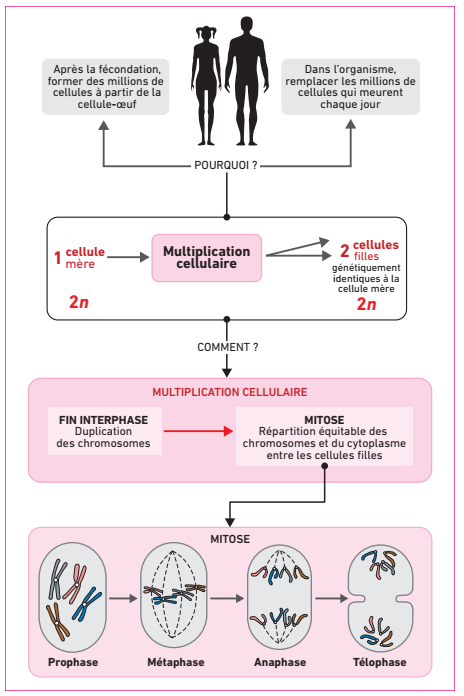 Après la fécondation,
former des millions de
cellules à partir de la
cellule-œuf
Dans l'organisme,
remplacer les millions de
cellules qui meurent
chaque jour
POURQUOI ?
1 cellule
mère
2n
Multiplication
cellulaire
2 cellules
filles
génétiquement
identiques à la
cellule mère
2n
COMMENT ?
MULTIPLICATION CELLULAIRE
FIN INTERPHASE
Duplication
des chromosomes
MITOSE
Répartition équitable des
chromosomes et du cytoplasme
entre les cellules filles
MITOSE
Prophase
Métaphase
Anaphase
Télophase